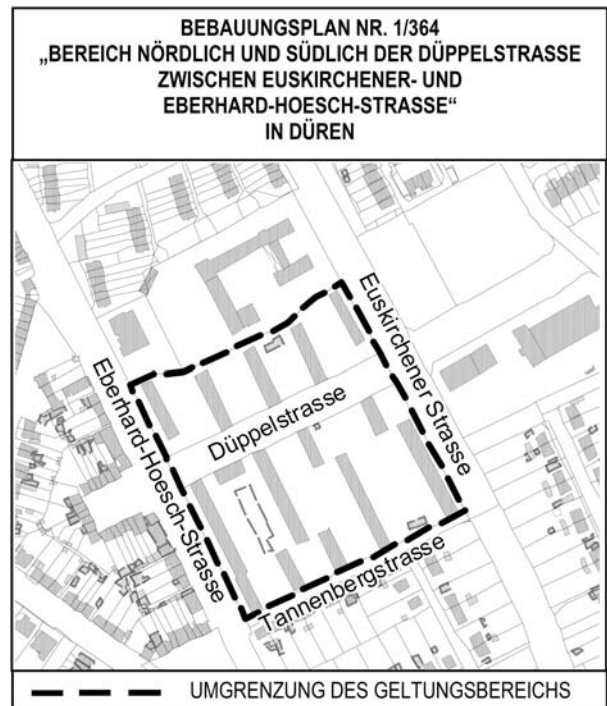 BEBAUUNGSPLAN NR. 1/364
„BEREICH NÖRDLICH UND SÜDLICH DER DÜPPELSTRASSE
ZWISCHEN EUSKIRCHENER- UND
EBERHARD-HOESCH-STRASSE“
IN DÜREN
Euskirchener Strasse
Eberhard-Hoesch-Strasse
Düppelstrasse
Tannenbergstrasse
UMGRENZUNG DES GELTUNGSBEREICHS